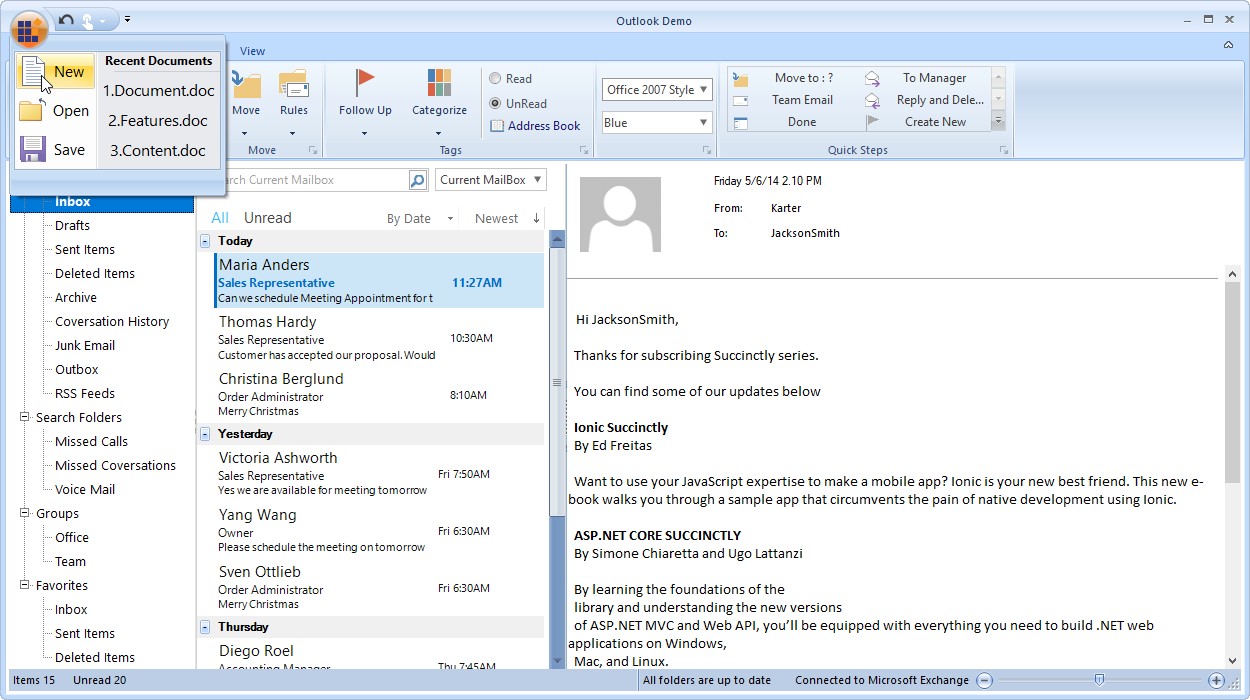 Outlook Demo
View
New
Open
Save
Recent Documents
1.Document.doc
2.Features.doc
3.Content.doc
Move
Rules
Move
Follow Up
Categorize
Read
UnRead
Address Book
Tags
Office 2007 Style
Blue
Move to : ?
Team Email
Done
To Manager
Reply and Dele...
Create New
Quick Steps
Inbox
Drafts
Sent Items
Deleted Items
Archive
Coversation History
Junk Email
Outbox
RSS Feeds
Search Folders
Missed Calls
Missed Coversations
Voice Mail
Groups
Office
Team
Favorites
Inbox
Sent Items
Deleted Items
rch Current Mailbox
Current MailBox
All Unread By Date Newest
Today
Maria Anders
Sales Representative 11:27AM
Can we schedule Meeting Appointment for t
Thomas Hardy
Sales Representative 10:30AM
Customer has accepted our proposal. Would
Christina Berglund
Order Administrator 8:10AM
Merry Christmas
Yesterday
Victoria Ashworth
Sales Representative Fri 7:50AM
Yes we are available for meeting tomorrow
Yang Wang
Owner Fri 6:30AM
Please schedule the meeting on tomorrow
Sven Ottlieb
Order Administrator Fri 6:30AM
Merry Christmas
Thursday
Diego Roel
Accounting Manager Thu 7:45AM
Friday 5/6/14 2.10 PM
From: Karter
To: JacksonSmith
Hi JacksonSmith,
Thanks for subscribing Succinctly series.
You can find some of our updates below
Ionic Succinctly
By Ed Freitas
Want to use your JavaScript expertise to make a mobile app? Ionic is your new best friend. This new e-
book walks you through a sample app that circumvents the pain of native development using Ionic.
ASP.NET CORE SUCCINCTLY
By Simone Chiaretta and Ugo Lattanzi
By learning the foundations of the
library and understanding the new versions
of ASP.NET MVC and Web API, you'll be equipped with everything you need to build .NET web
applications on Windows,
Mac, and Linux.
Items 15 Unread 20
All folders are up to date Connected to Microsoft Exchange